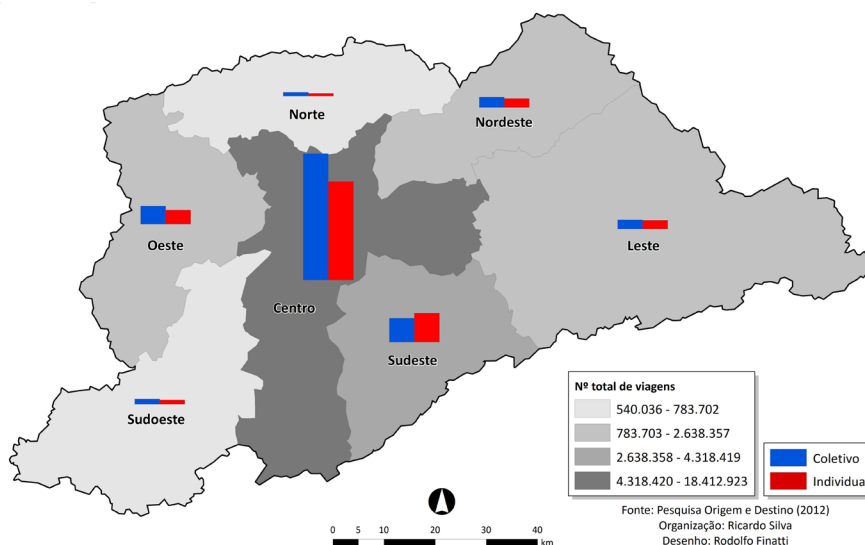 Norte
Nordeste
Oeste
Leste
Centro
Sudeste
Sudoeste
Nº total de viagens
540.036 - 783.702
783.703 - 2.638.357
2.638.358 - 4.318.419
4.318.420 - 18.412.923
Coletivo
Individua
0 5 10 20 30 40
km
Fonte: Pesquisa Origem e Destino (2012)
Organização: Ricardo Silva
Desenho: Rodolfo Finatti